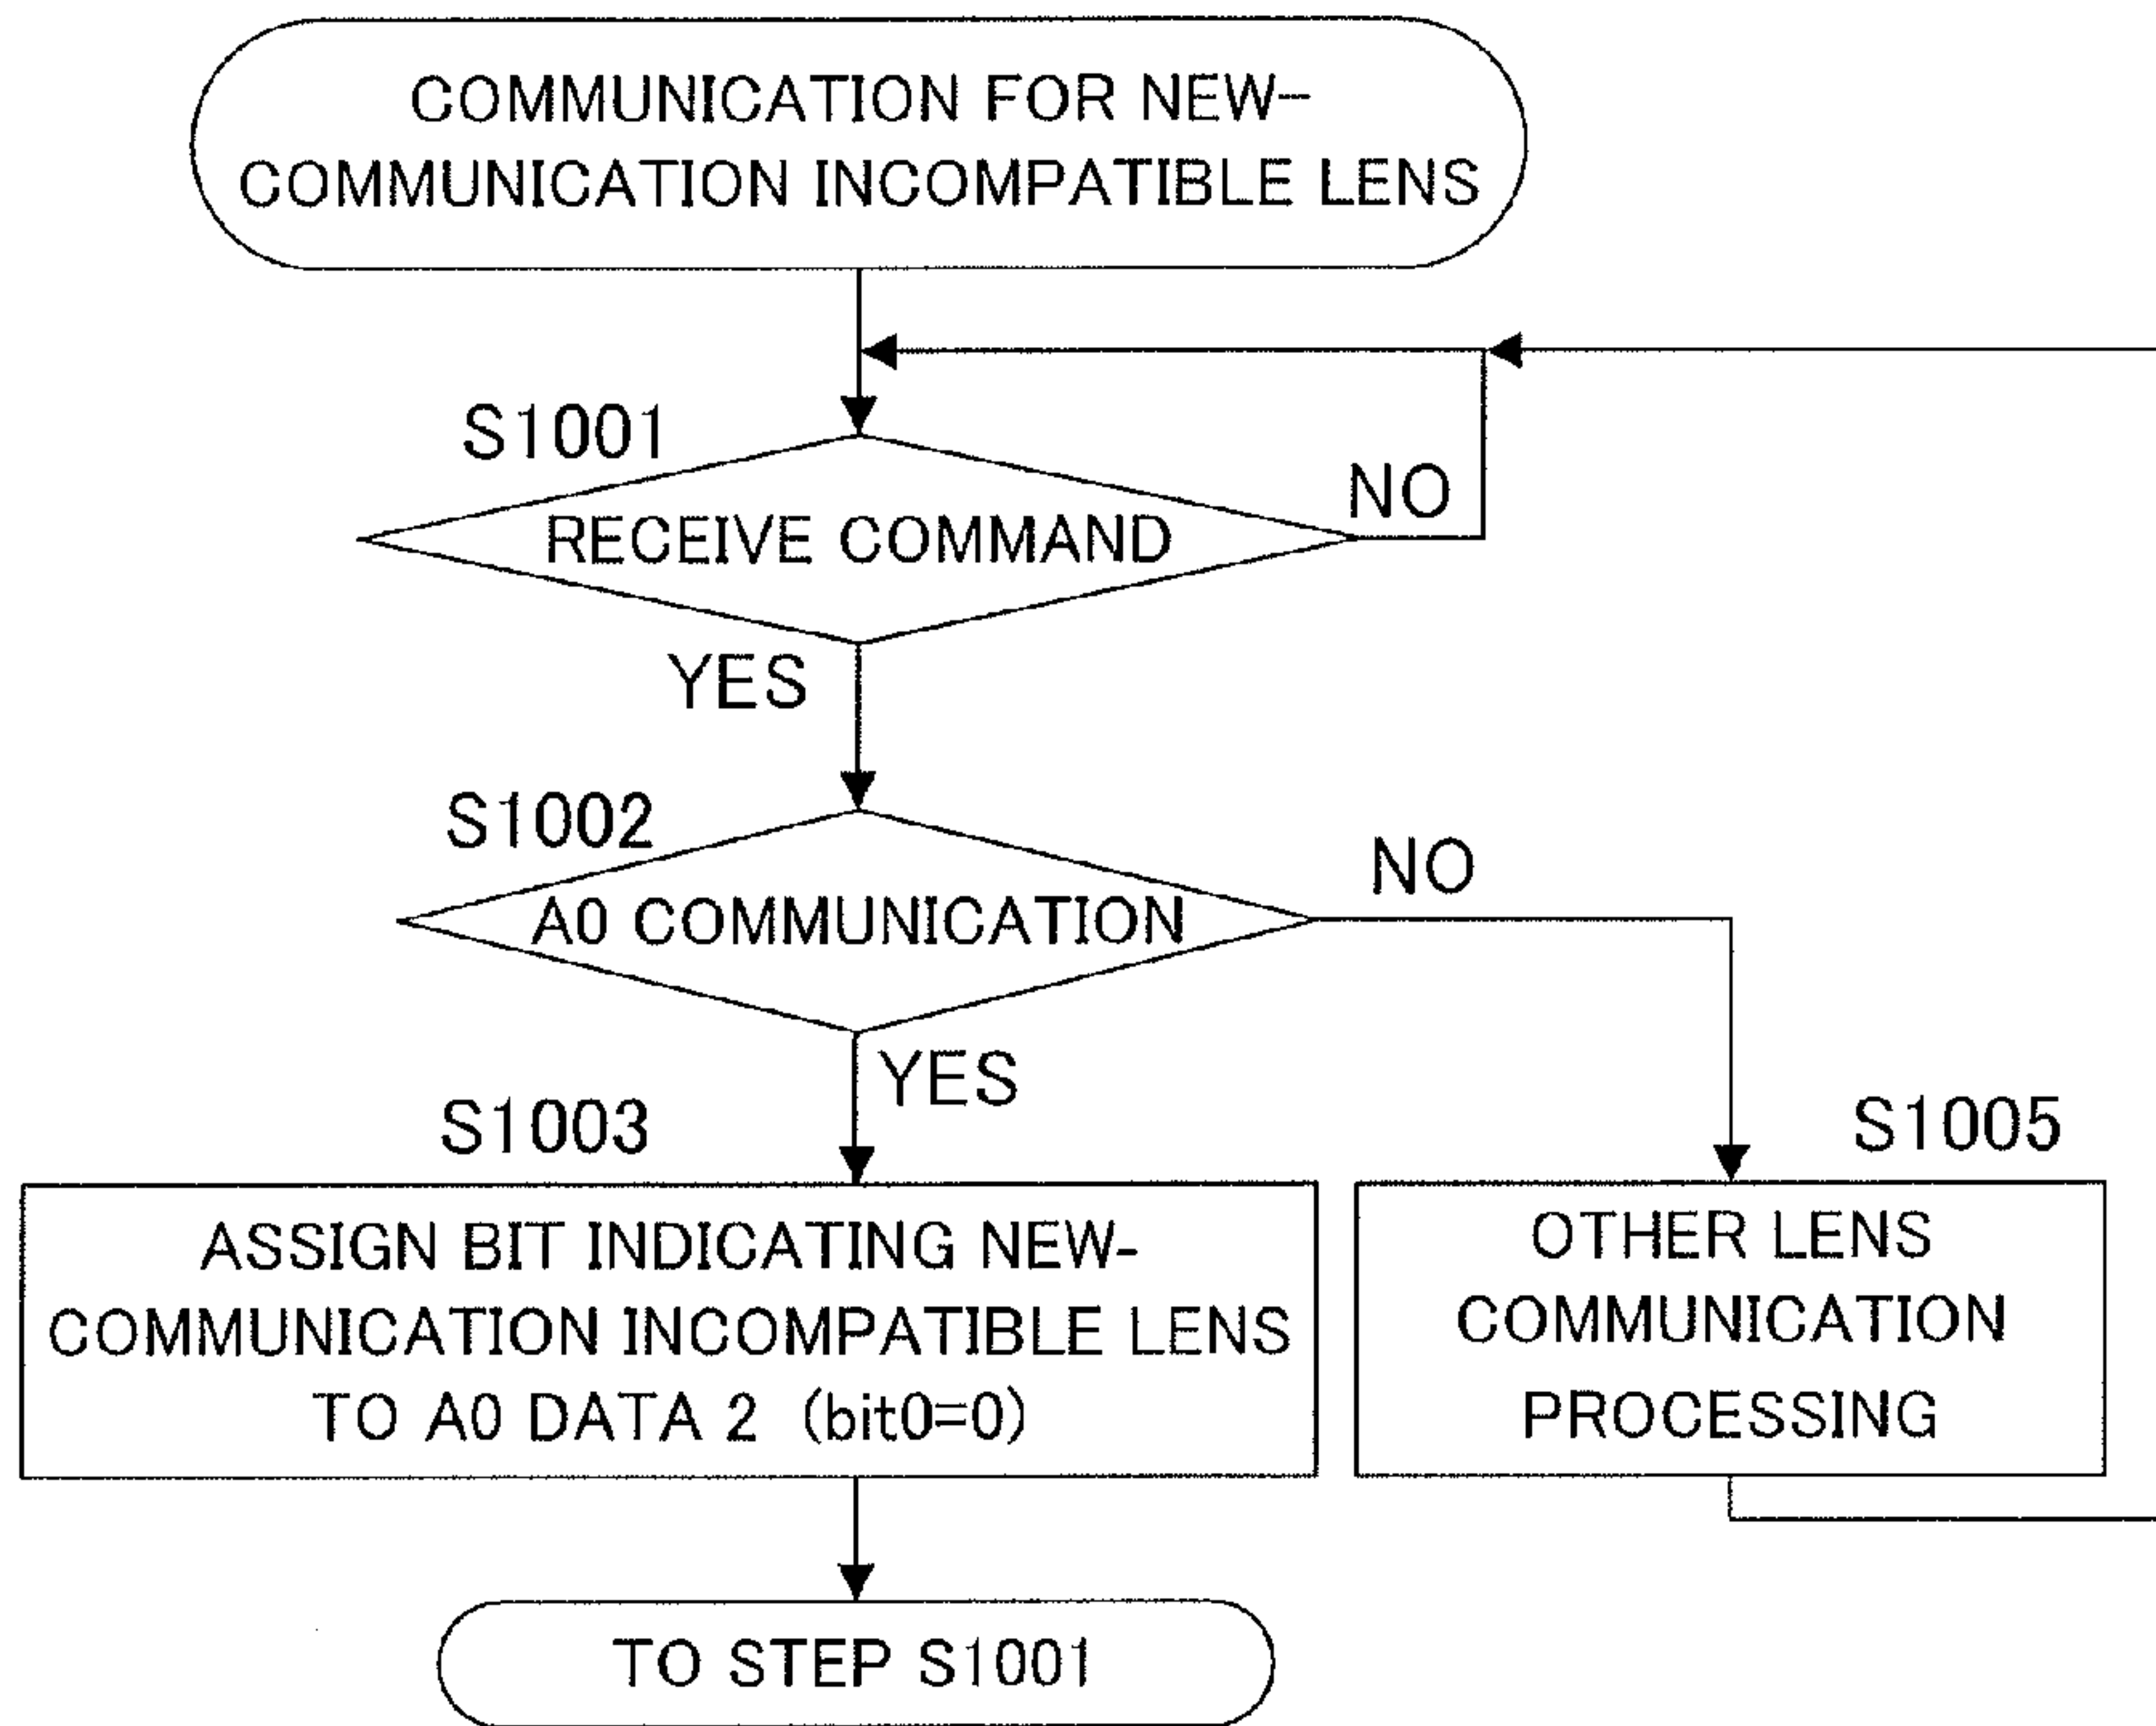 COMMUNICATION FOR NEW-
COMMUNICATION INCOMPATIBLE LENS
S1001
NO
RECEIVE COMMAND
YES
S1002
NO
A0 COMMUNICATION
YES
S1003
ASSIGN BIT INDICATING NEW-
COMMUNICATION INCOMPATIBLE LENS
TO A0 DATA 2 (bit0=0)
S1005
OTHER LENS
COMMUNICATION
PROCESSING
TO STEP S1001